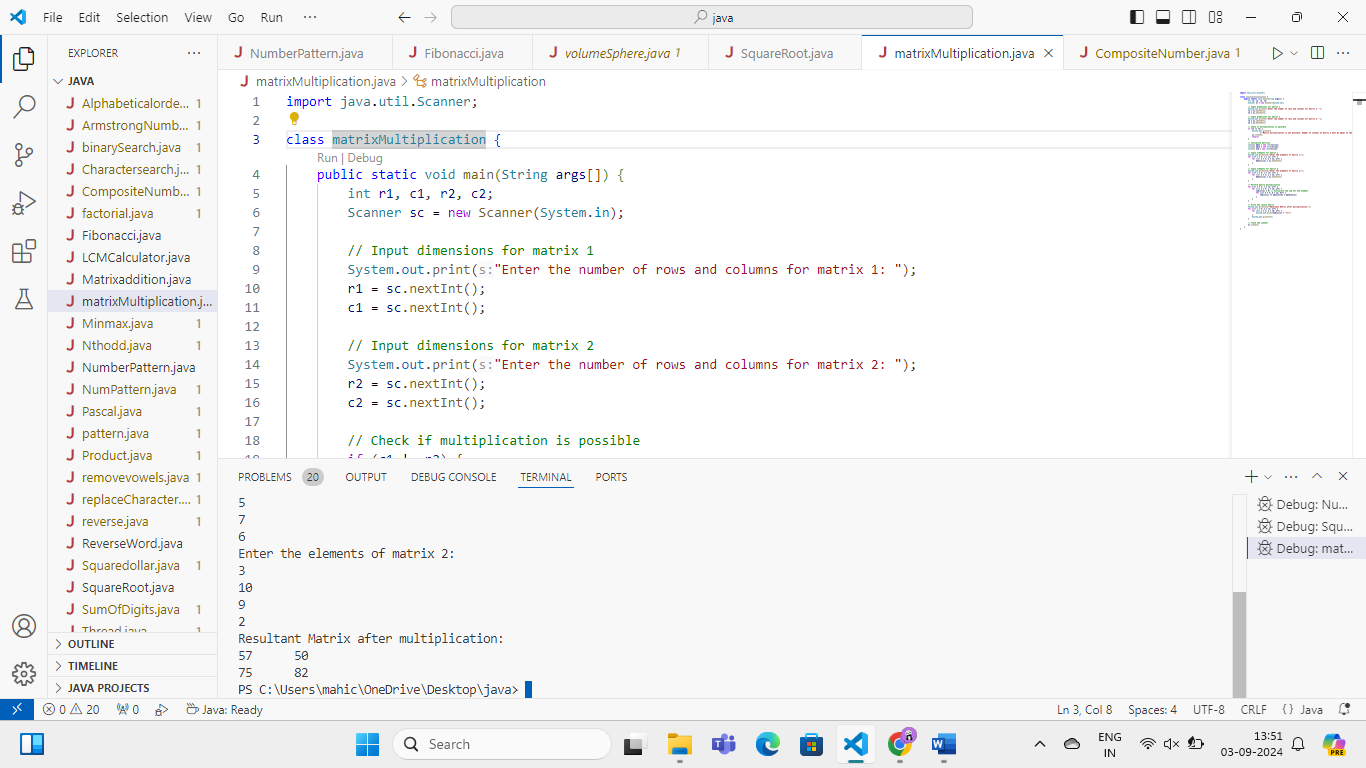 File Edit Selection View Go Run ··· java
EXPLORER ···
JAVA
Alphabeticalorde... 1
ArmstrongNumb... 1
binarySearch.java 1
Charactersearch.j... 1
CompositeNumb... 1
factorial.java 1
Fibonacci.java
LCMCalculator.java
Matrixaddition.java
matrixMultiplication.j...
Minmax.java 1
Nthodd.java 1
NumberPattern.java
NumPattern.java 1
Pascal.java 1
pattern.java 1
Product.java 1
removevowels.java 1
replaceCharacter.... 1
reverse.java 1
ReverseWord.java
Squaredollar.java 1
SquareRoot.java
SumOfDigits.java 1
Thread.java 1
OUTLINE
TIMELINE
JAVA PROJECTS
NumberPattern.java Fibonacci.java volumeSphere.java 1 SquareRoot.java matrixMultiplication.java CompositeNumber.java 1
matrixMultiplication.java > matrixMultiplication
1 import java.util.Scanner;
2
3 class matrixMultiplication {
Run | Debug
4 public static void main(String args[]) {
5 int r1, c1, r2, c2;
6 Scanner sc = new Scanner(System.in);
7
8 // Input dimensions for matrix 1
9 System.out.print(s:"Enter the number of rows and columns for matrix 1: ");
10 r1 = sc.nextInt();
11 c1 = sc.nextInt();
12
13 // Input dimensions for matrix 2
14 System.out.print(s:"Enter the number of rows and columns for matrix 2: ");
15 r2 = sc.nextInt();
16 c2 = sc.nextInt();
17
18 // Check if multiplication is possible
PROBLEMS 20 OUTPUT DEBUG CONSOLE TERMINAL PORTS
5
7
6
Enter the elements of matrix 2:
3
10
9
2
Resultant Matrix after multiplication:
57 50
75 82
PS C:\Users\mahic\OneDrive\Desktop\java>
Debug: Nu...
Debug: Squ...
Debug: mat...
0 20 0 Java: Ready Ln 3, Col 8 Spaces: 4 UTF-8 CRLF {} Java
Search
ENG
IN
13:51
03-09-2024
PRE